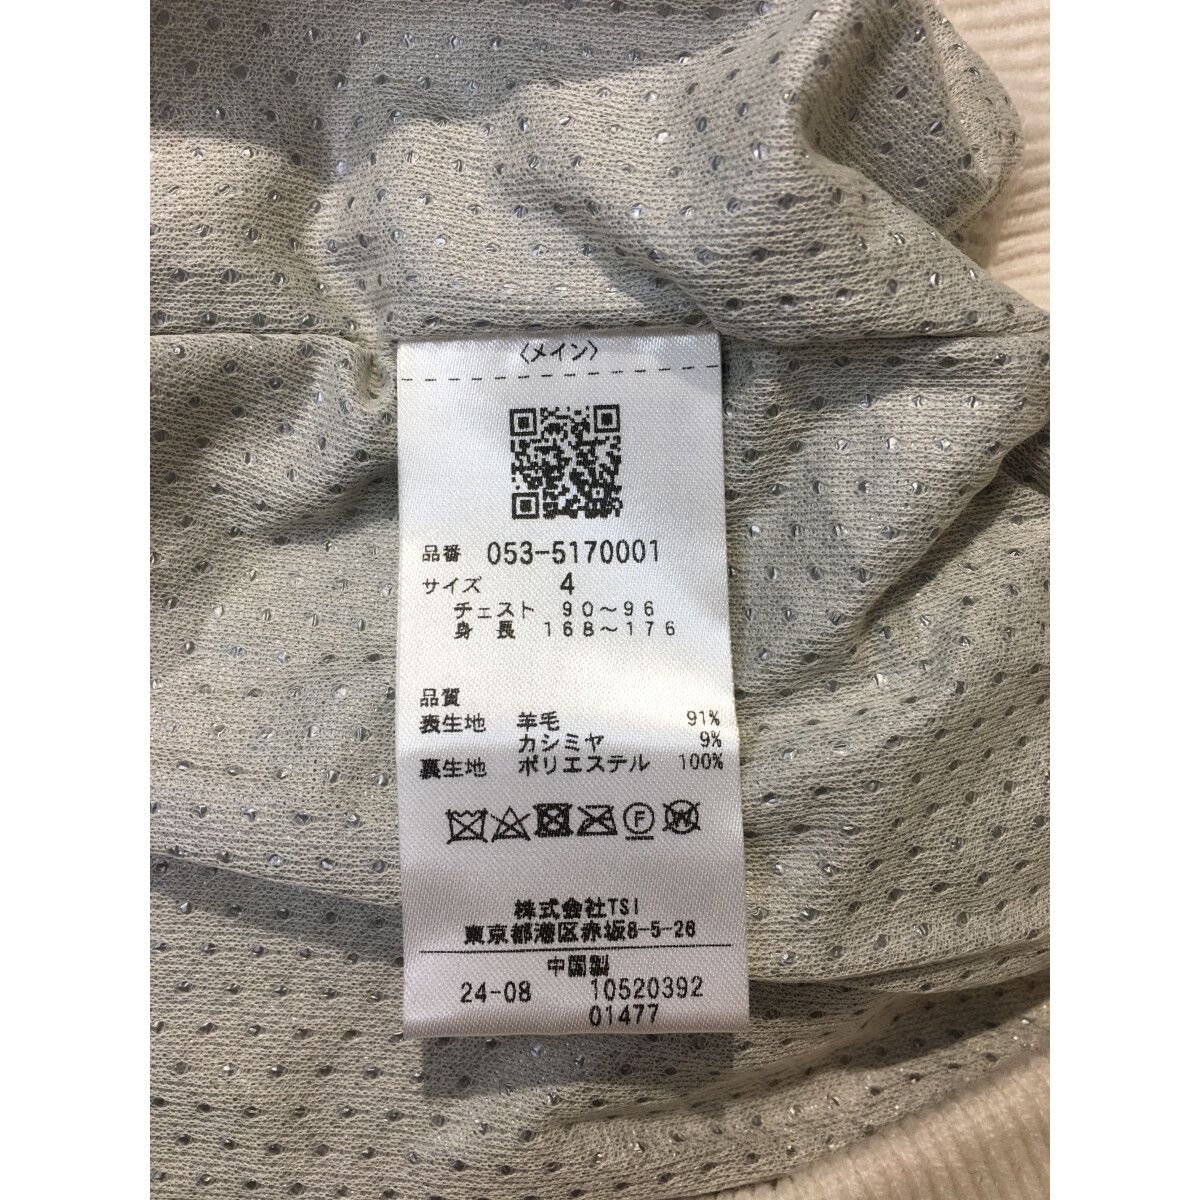 〈メイン〉
品番 053-5170001
サイズ 4
チェスト 90～96
身長 168～176
品質
表生地 羊毛 91%
カシミヤ 9%
裏生地 ポリエステル 100%
F W
株式会社TSI
東京都港区赤坂8-5-26
中国製
24-08 10520392
01477